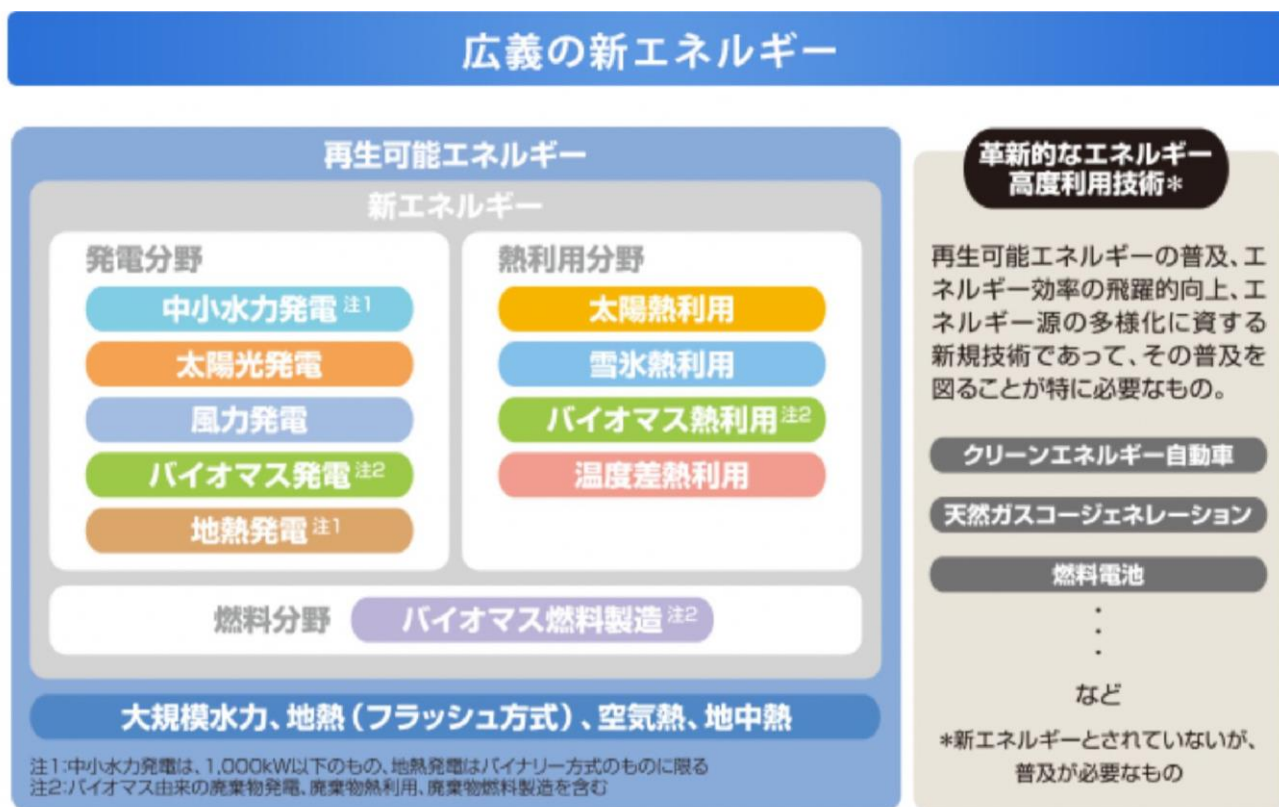 広義の新エネルギー
再生可能エネルギー
新エネルギー
発電分野
中小水力発電 注1
太陽光発電
風力発電
バイオマス発電 注2
地熱発電 注1
熱利用分野
太陽熱利用
雪氷熱利用
バイオマス熱利用 注2
温度差熱利用
燃料分野
バイオマス燃料製造 注2
大規模水力、地熱（フラッシュ方式）、空気熱、地中熱
注1:中小水力発電は、1,000kW以下のもの、地熱発電はバイナリー方式のものに限る
注2:バイオマス由来の廃棄物発電、廃棄物熱利用、廃棄物燃料製造を含む
革新的なエネルギー
高度利用技術*
再生可能エネルギーの普及、エ
ネルギー効率の飛躍的向上、エ
ネルギー源の多様化に資する
新規技術であって、その普及を
図ることが特に必要なもの。
クリーンエネルギー自動車
天然ガスコージェネレーション
燃料電池
・
・
・
など
*新エネルギーとされていないが、
普及が必要なもの